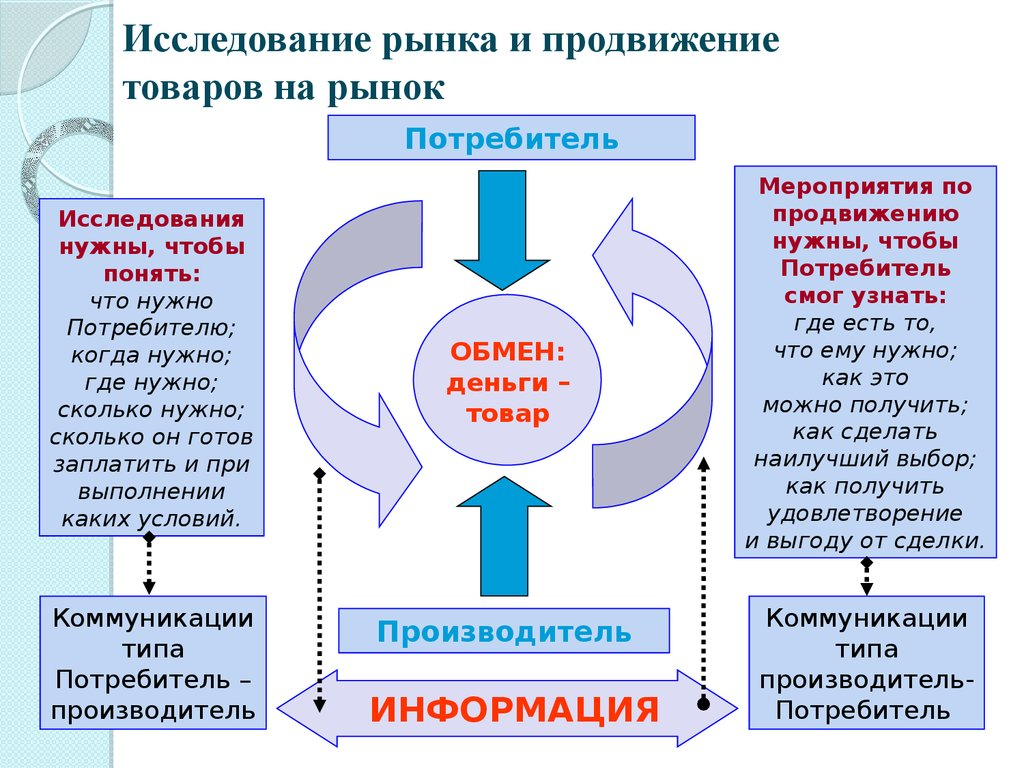 Исследование рынка и продвижение
товаров на рынок
Потребитель
Исследования
нужны, чтобы
понять:
что нужно
Потребителю;
когда нужно;
где нужно;
сколько нужно;
сколько он готов
заплатить и при
выполнении
каких условий.
ОБМЕН:
деньги –
товар
Мероприятия по
продвижению
нужны, чтобы
Потребитель
смог узнать:
где есть то,
что ему нужно;
как это
можно получить;
как сделать
наилучший выбор;
как получить
удовлетворение
и выгоду от сделки.
Коммуникации
типа
Потребитель –
производитель
Производитель
ИНФОРМАЦИЯ
Коммуникации
типа
производитель-
Потребитель